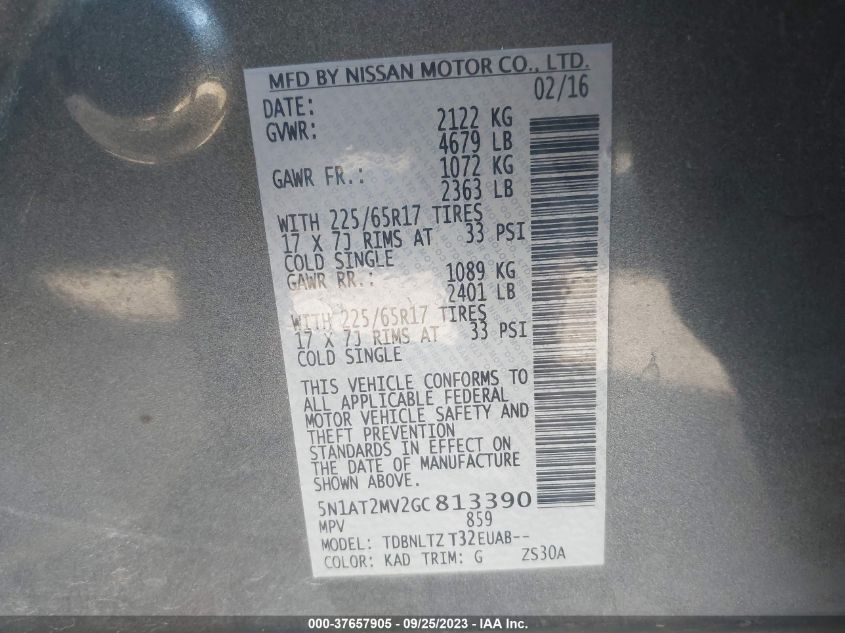 MFD BY NISSAN MOTOR CO., LTD.
DATE: 02/16
GVWR: 2122 KG
4679 LB
GAWR FR.: 1072 KG
2363 LB
WITH 225/65R17 TIRES
17 X 7J RIMS AT 33 PSI
COLD SINGLE
GAWR RR.: 1089 KG
2401 LB
WITH 225/65R17 TIRES
17 X 7J RIMS AT 33 PSI
COLD SINGLE
THIS VEHICLE CONFORMS TO
ALL APPLICABLE FEDERAL
MOTOR VEHICLE SAFETY AND
THEFT PREVENTION
STANDARDS IN EFFECT ON
THE DATE OF MANUFACTURE
SHOWN ABOVE.
5N1AT2MV2GC813390
MPV 859
MODEL: TDBNLTZ T32EUAB--
COLOR: KAD TRIM: G ZS30A
000-37657905 / 09/25/2023 - IAA Inc.